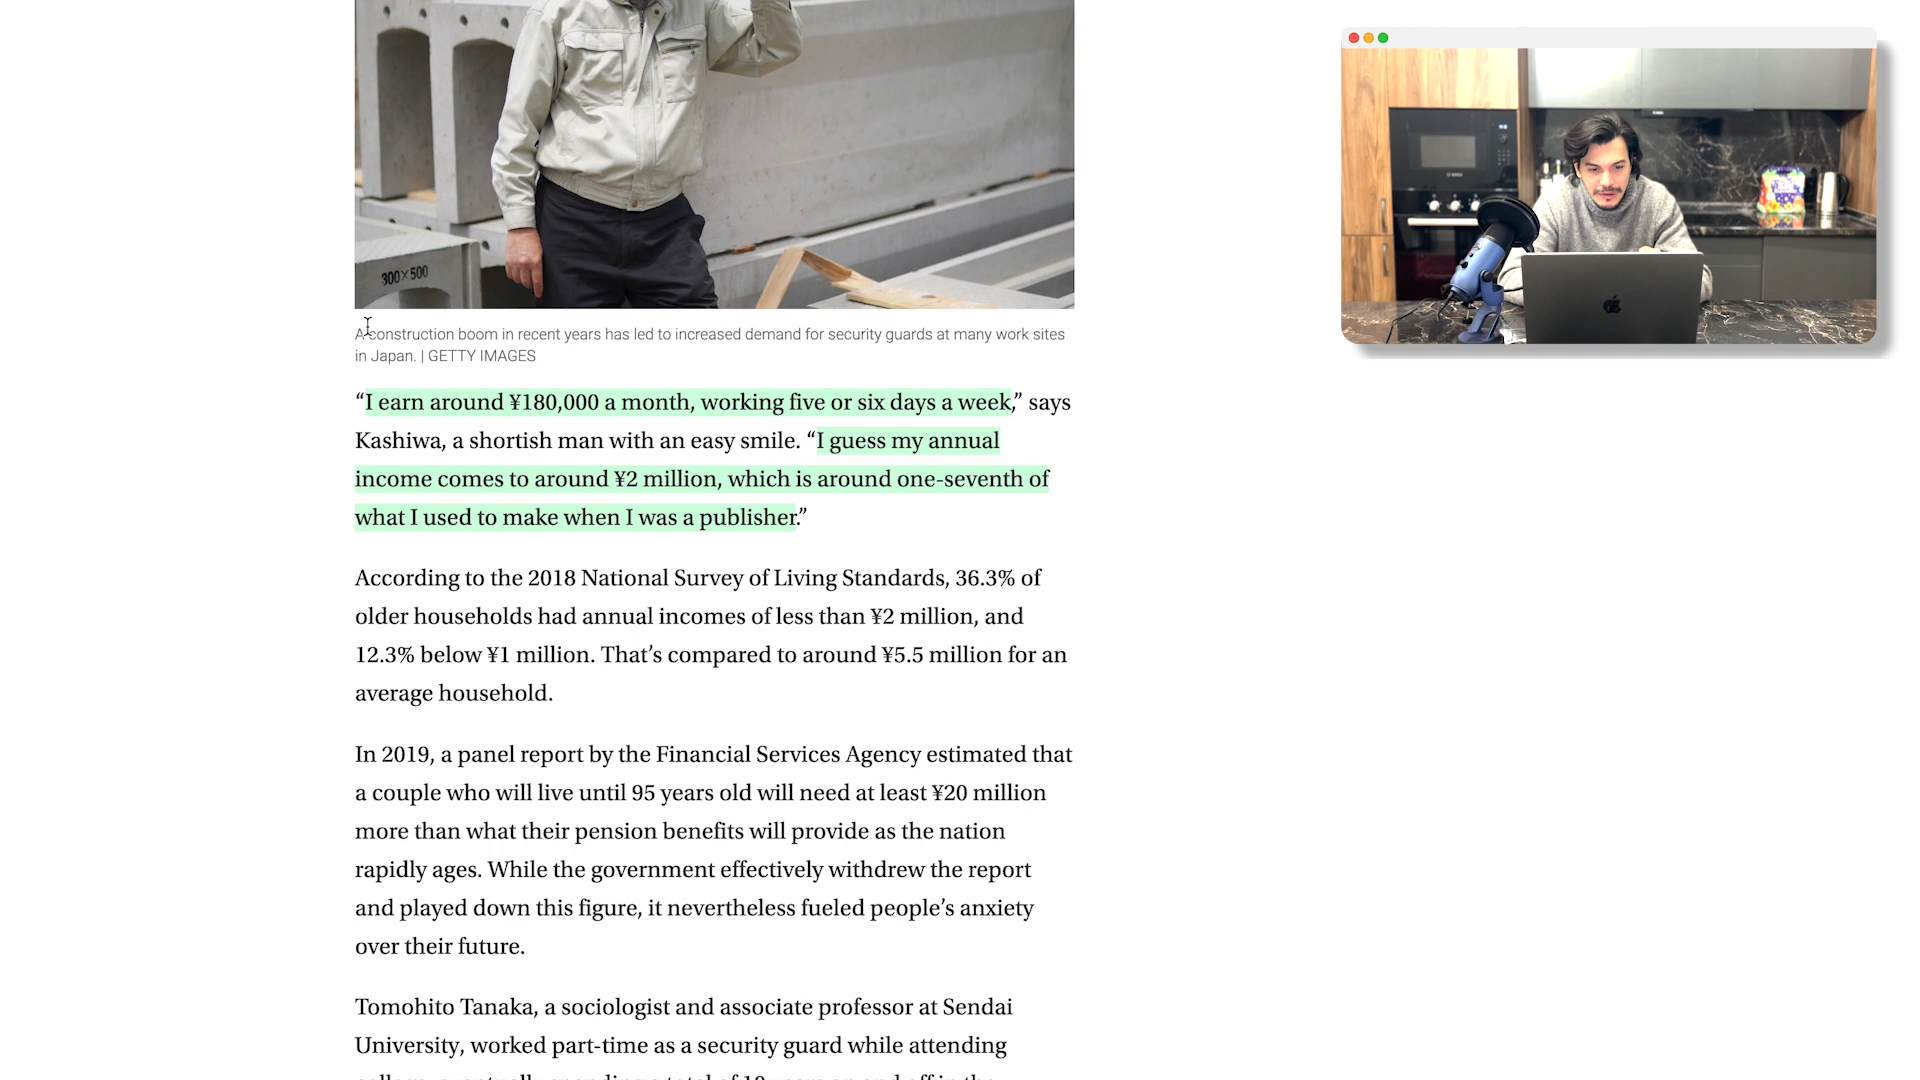 300×500
A construction boom in recent years has led to increased demand for security guards at many work sites
in Japan. | GETTY IMAGES
“I earn around ¥180,000 a month, working five or six days a week,” says
Kashiwa, a shortish man with an easy smile. “I guess my annual
income comes to around ¥2 million, which is around one-seventh of
what I used to make when I was a publisher.”
According to the 2018 National Survey of Living Standards, 36.3% of
older households had annual incomes of less than ¥2 million, and
12.3% below ¥1 million. That’s compared to around ¥5.5 million for an
average household.
In 2019, a panel report by the Financial Services Agency estimated that
a couple who will live until 95 years old will need at least ¥20 million
more than what their pension benefits will provide as the nation
rapidly ages. While the government effectively withdrew the report
and played down this figure, it nevertheless fueled people’s anxiety
over their future.
Tomohito Tanaka, a sociologist and associate professor at Sendai
University, worked part-time as a security guard while attending